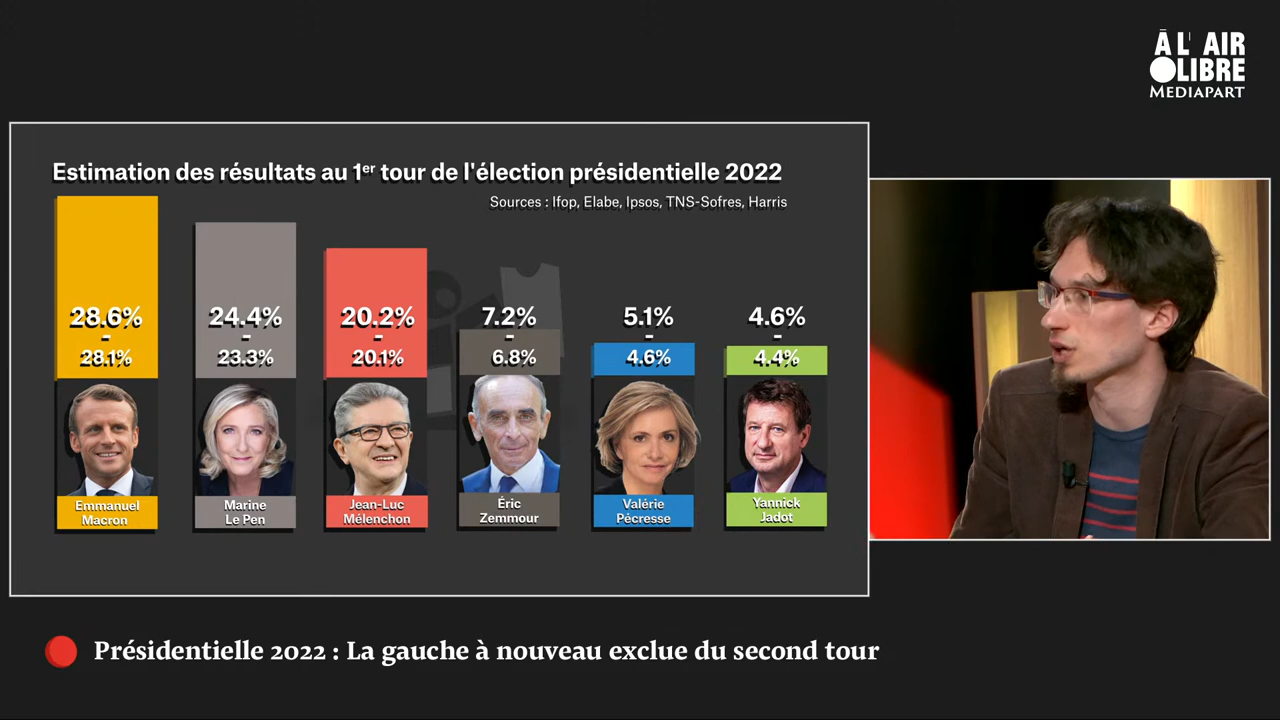 À L' AIR
LIBRE
MEDIAPART
Estimation des résultats au 1er tour de l'élection présidentielle 2022
Sources : Ifop, Elabe, Ipsos, TNS-Sofres, Harris
28.6% 24.4% 20.2% 7.2% 5.1% 4.6%
- - - - - -
28.1% 23.3% 20.1% 6.8% 4.6% 4.4%
Emmanuel Marine Jean-Luc Éric Valérie Yannick
Macron Le Pen Mélenchon Zemmour Pécresse Jadot
Présidentielle 2022 : La gauche à nouveau exclue du second tour